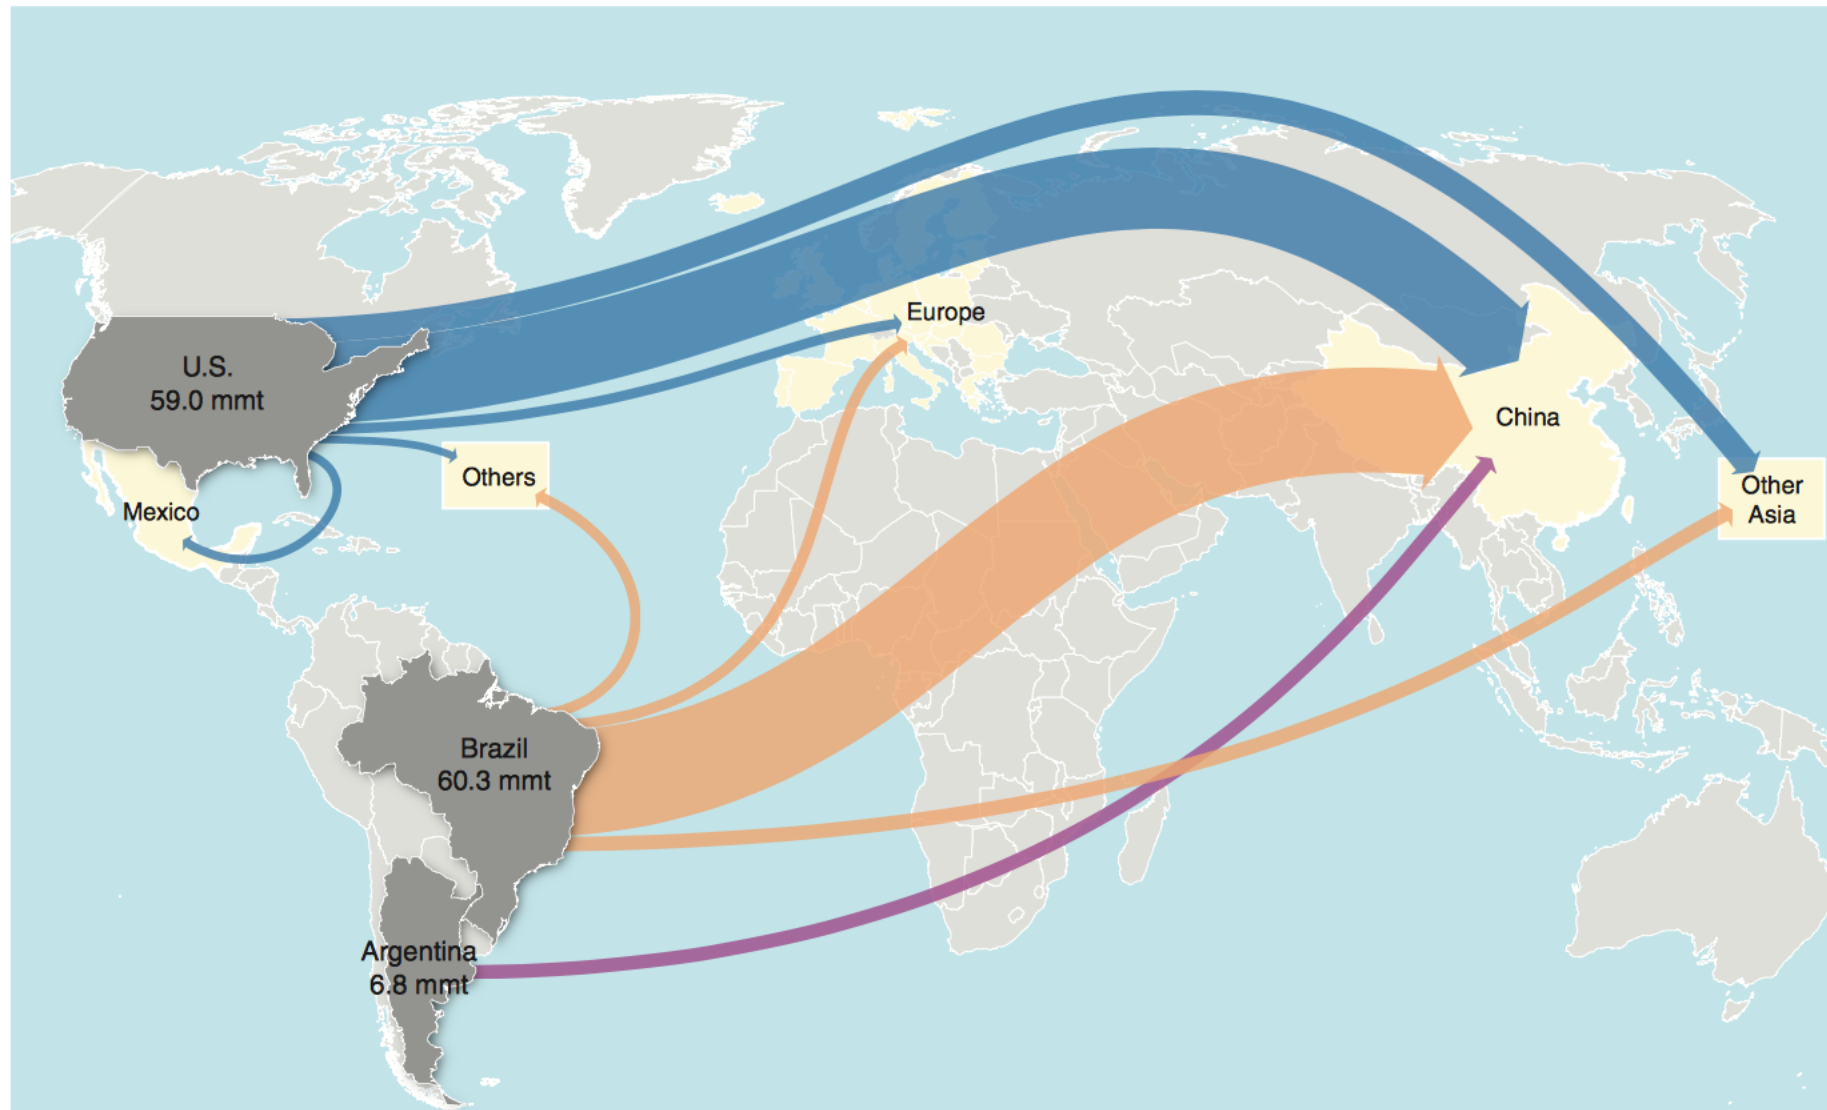 U.S.
59.0 mmt
Europe
China
Others
Other
Asia
Mexico
Brazil
60.3 mmt
Argentina
6.8 mmt